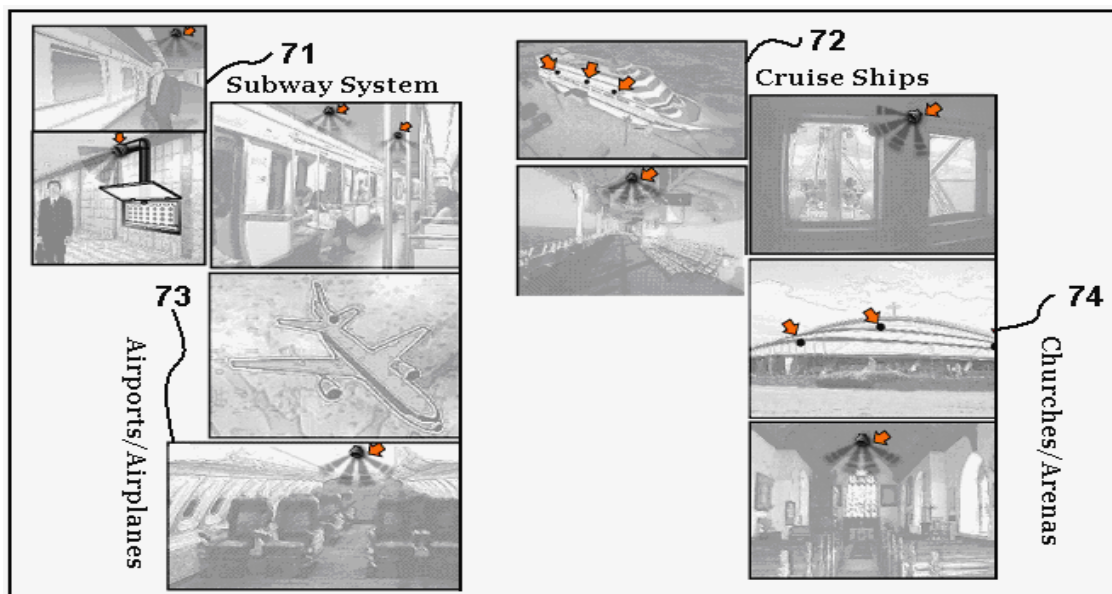 71
Subway System
72
Cruise Ships
73
Airports/Airplanes
74
Churches/Arenas